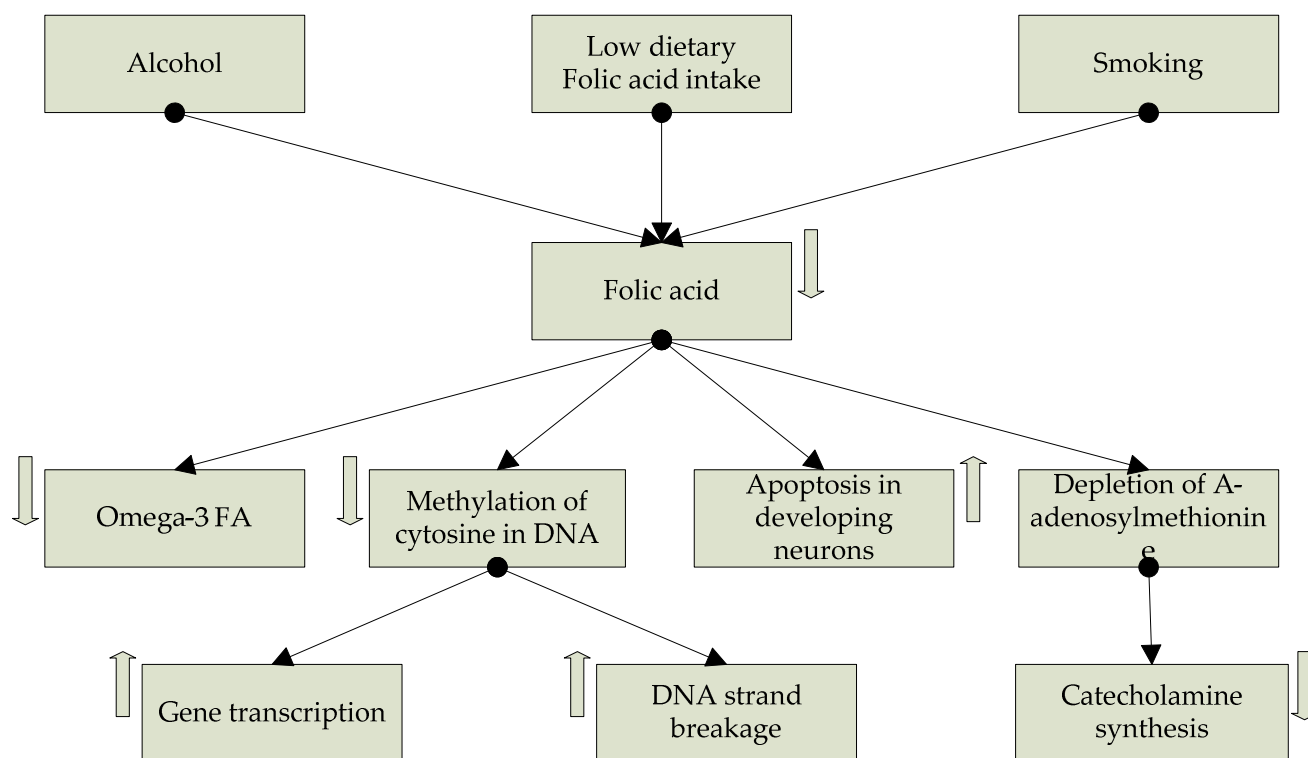 Alcohol
Low dietary
Folic acid intake
Smoking
Folic acid
Omega-3 FA
Methylation of
cytosine in DNA
Apoptosis in
developing
neurons
Depletion of A-
adenosylmethionin
e
Gene transcription
DNA strand
breakage
Catecholamine
synthesis